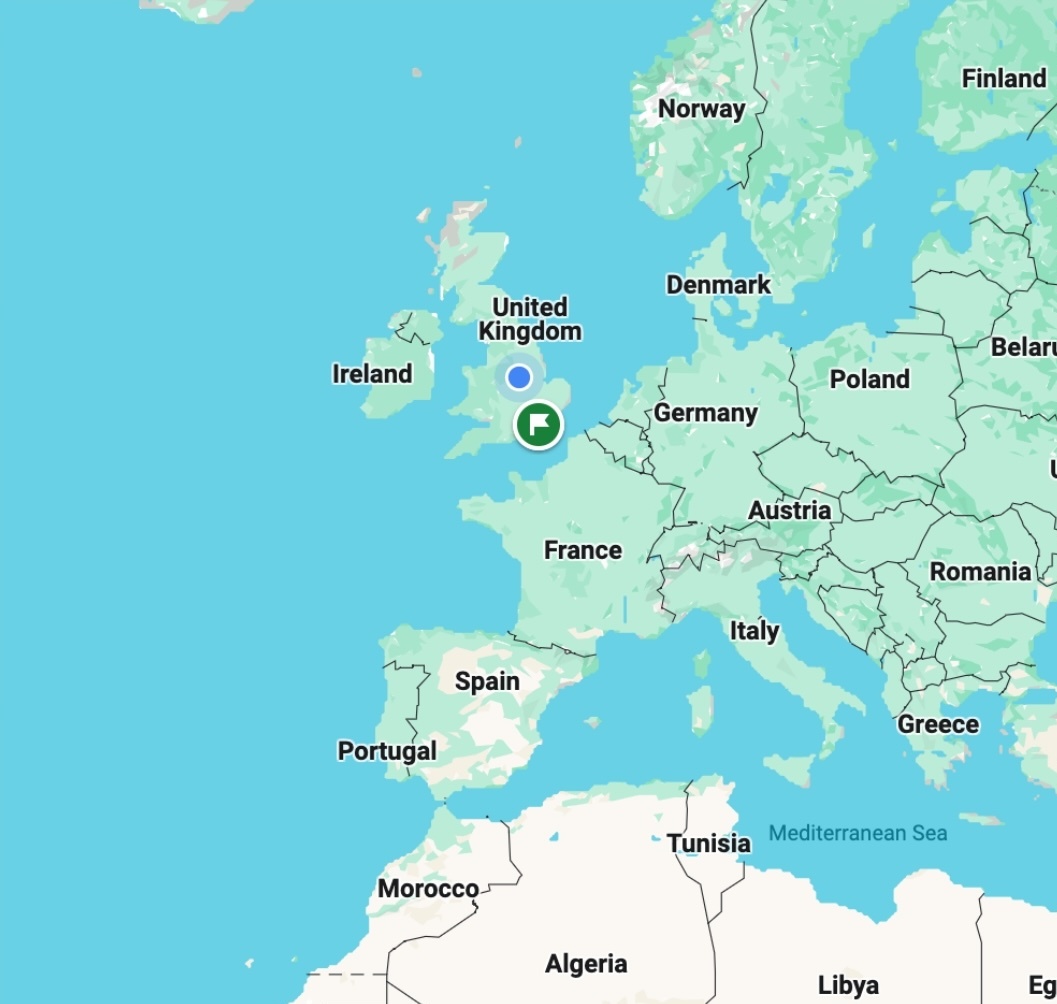 Finland
Norway
Denmark
United
Kingdom
Belaru
Ireland
Poland
Germany
U
Austria
France
Romania
Italy
Spain
Greece
Portugal
Mediterranean Sea
Tunisia
Morocco
Algeria
Libya
Eg